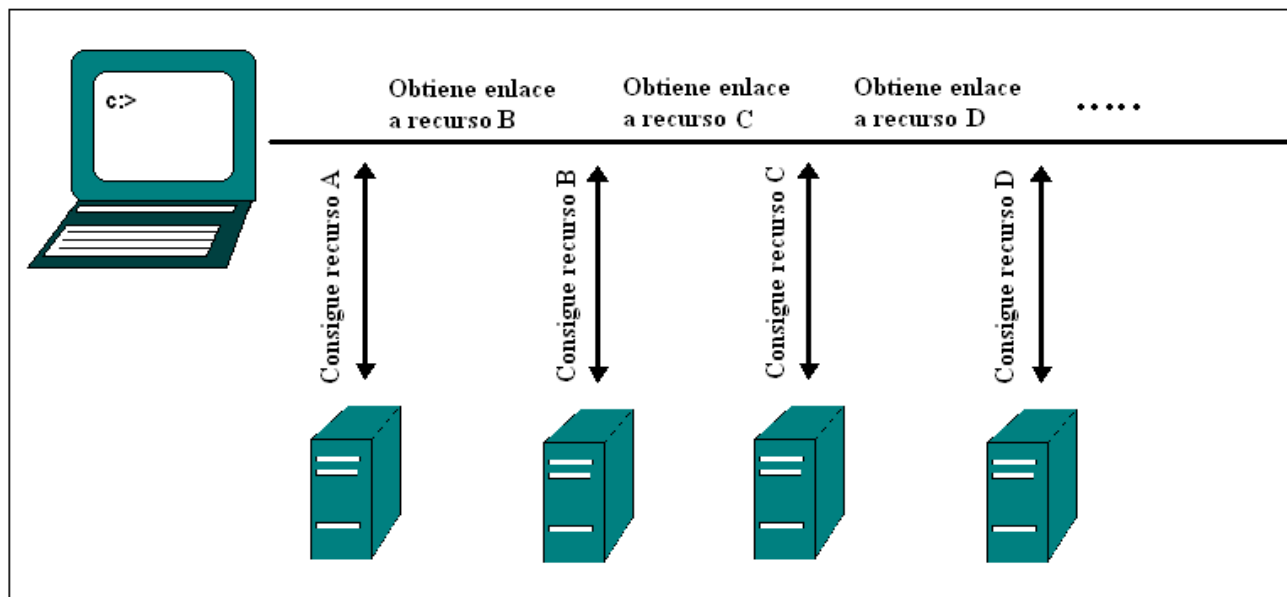 c:>
Obtiene enlace
a recurso B
Obtiene enlace
a recurso C
Obtiene enlace
a recurso D
.....
Consigue recurso A
Consigue recurso B
Consigue recurso C
Consigue recurso D